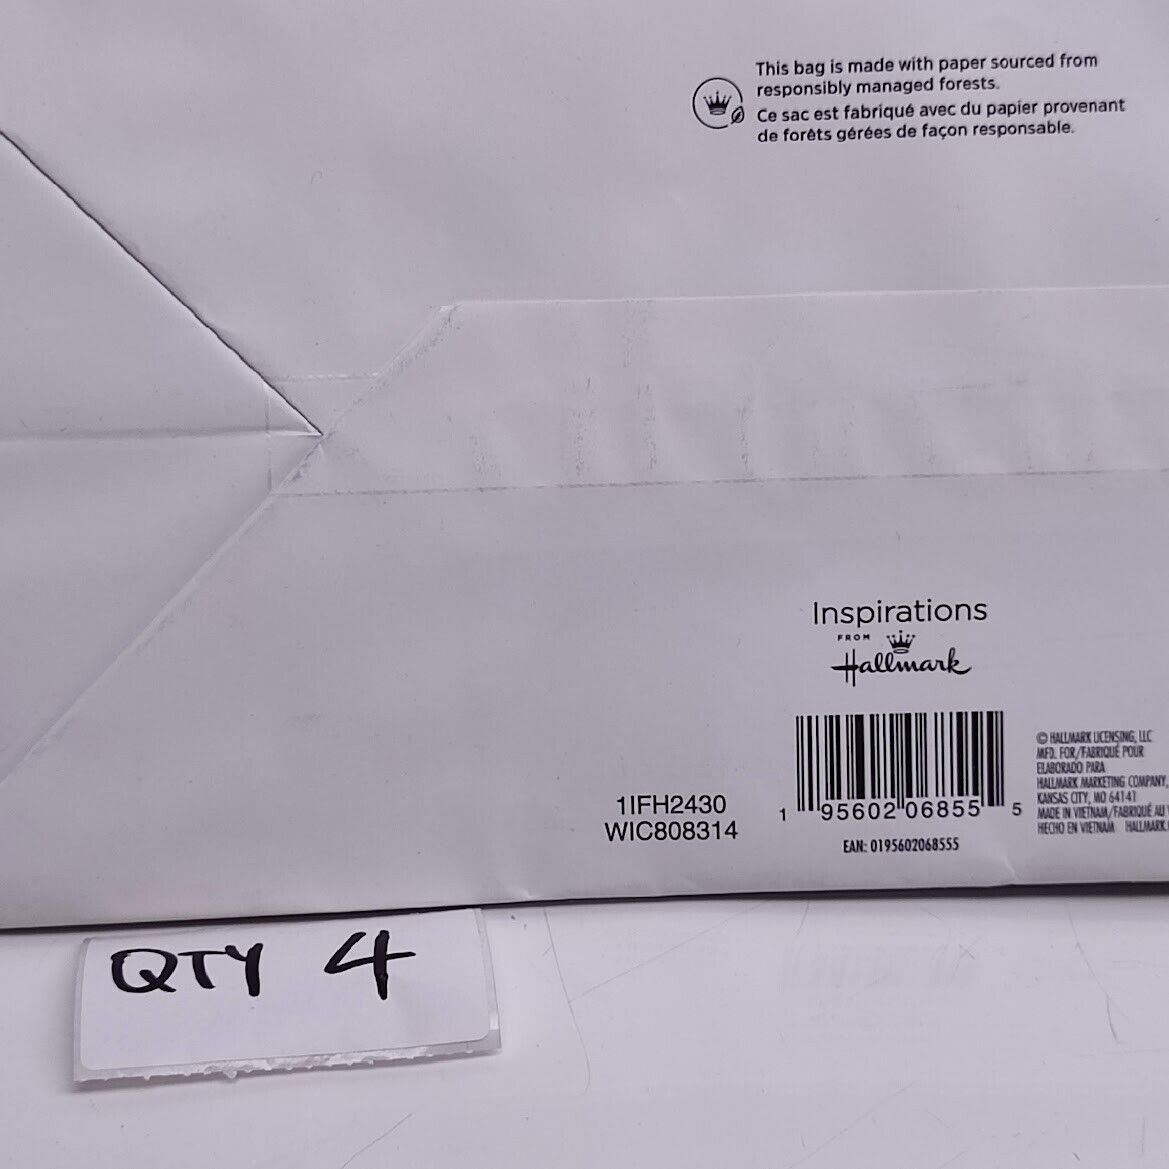 This bag is made with paper sourced from
responsibly managed forests.
Ce sac est fabriqué avec du papier provenant
de forêts gérées de façon responsable.
Inspirations
FROM
Hallmark
1IFH2430
WIC808314
1 95602 06855 5
EAN: 0195602068555
© HALLMARK LICENSING, LLC
MFD. FOR/FABRIQUÉ POUR
ELABORADO PARA
HALLMARK MARKETING COMPANY,
KANSAS CITY, MO 64141
MADE IN VIETNAM/FABRIQUÉ AU
HECHO EN VIETNAM HALLMARK
QTY 4